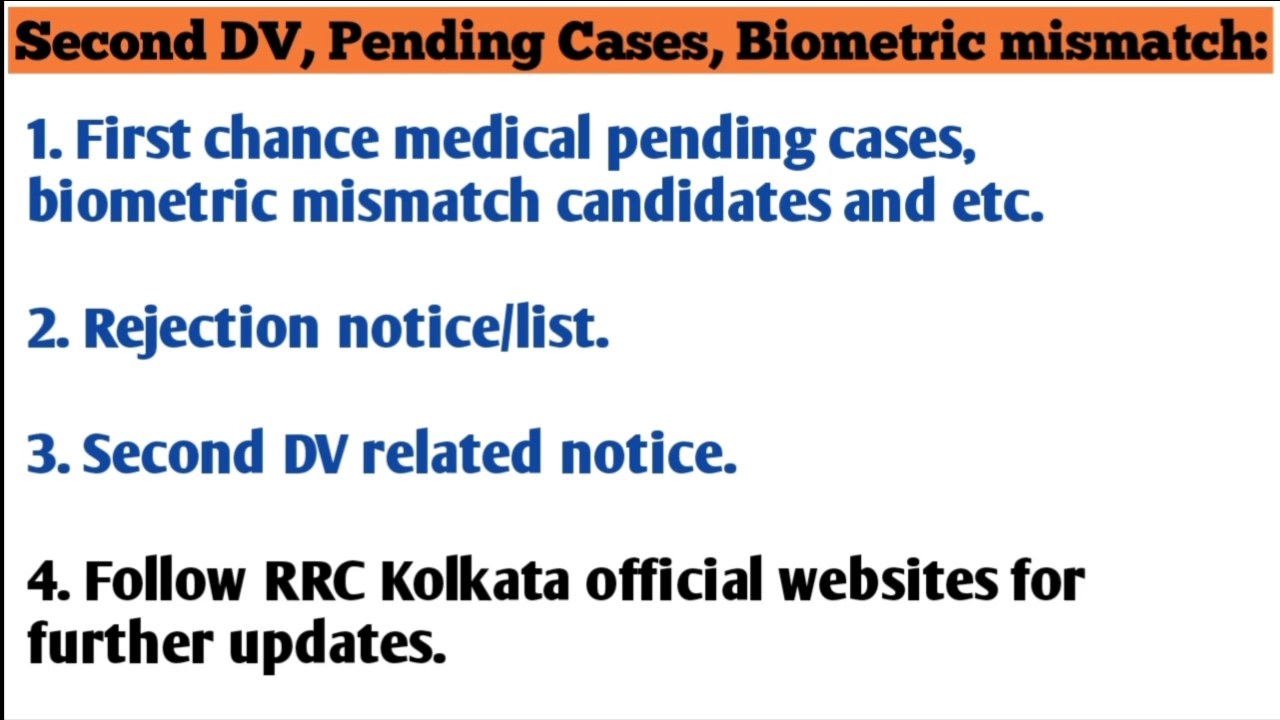 Second DV, Pending Cases, Biometric mismatch:
1. First chance medical pending cases,
biometric mismatch candidates and etc.
2. Rejection notice/list.
3. Second DV related notice.
4. Follow RRC Kolkata official websites for
further updates.